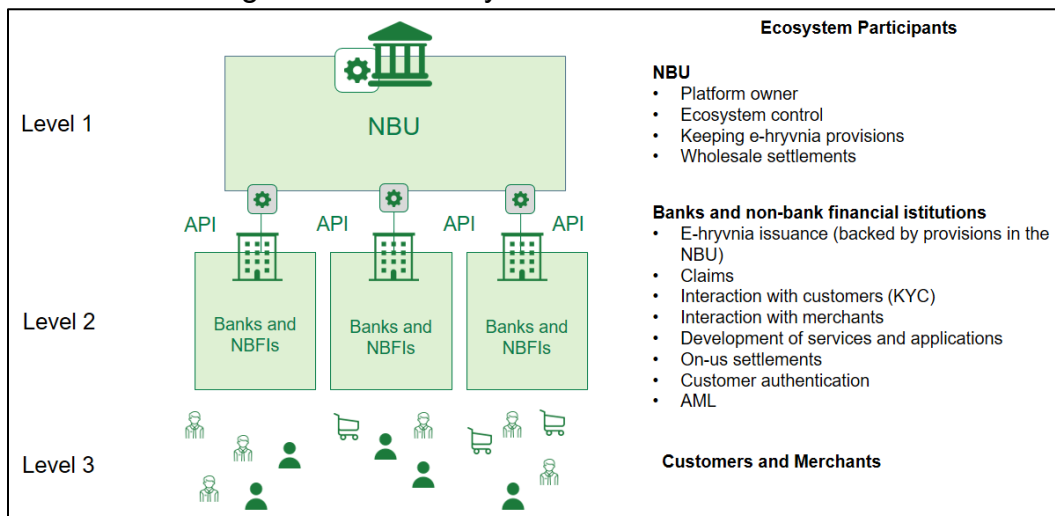 Ecosystem Participants
Level 1
NBU
NBU
• Platform owner
• Ecosystem control
• Keeping e-hryvnia provisions
• Wholesale settlements
API
API
API
API
Level 2
Banks and
NBFIs
Banks and
NBFIs
Banks and
NBFIs
Banks and non-bank financial istitutions
• E-hryvnia issuance (backed by provisions in the
NBU)
• Claims
• Interaction with customers (KYC)
• Interaction with merchants
• Development of services and applications
• On-us settlements
• Customer authentication
• AML
Level 3
Customers and Merchants